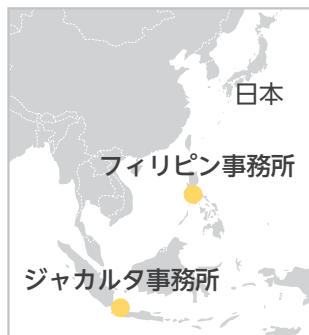 日本
フィリピン事務所
ジャカルタ事務所